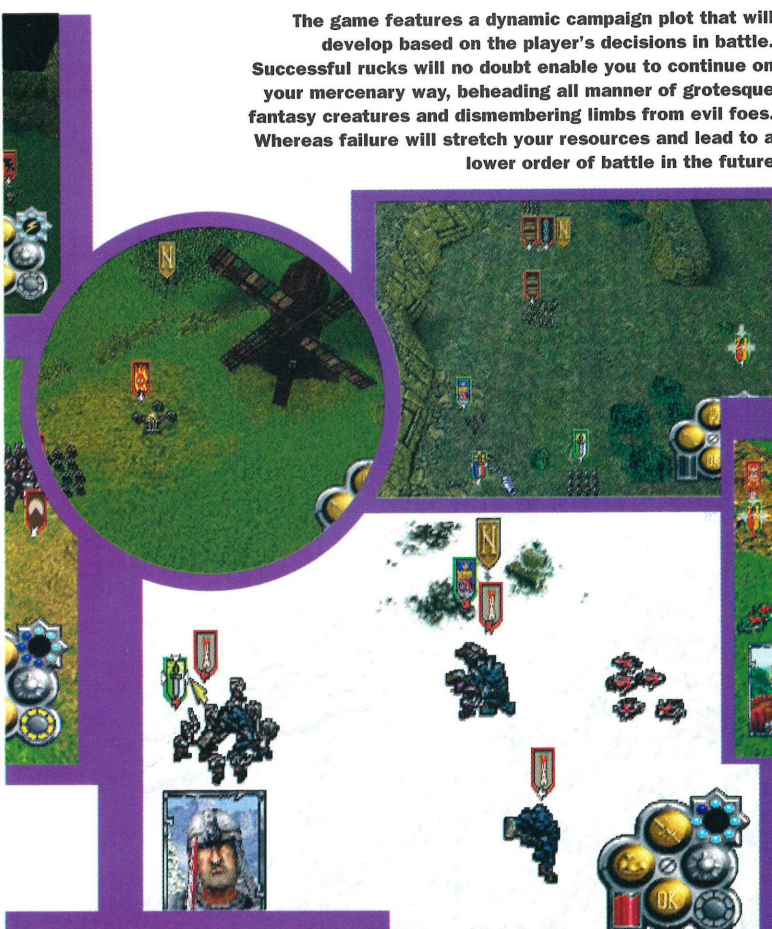 The game features a dynamic campaign plot that will
develop based on the player's decisions in battle.
Successful rucks will no doubt enable you to continue on
your mercenary way, beheading all manner of grotesque
fantasy creatures and dismembering limbs from evil foes.
Whereas failure will stretch your resources and lead to a
lower order of battle in the future
N
N
N
OK
OK